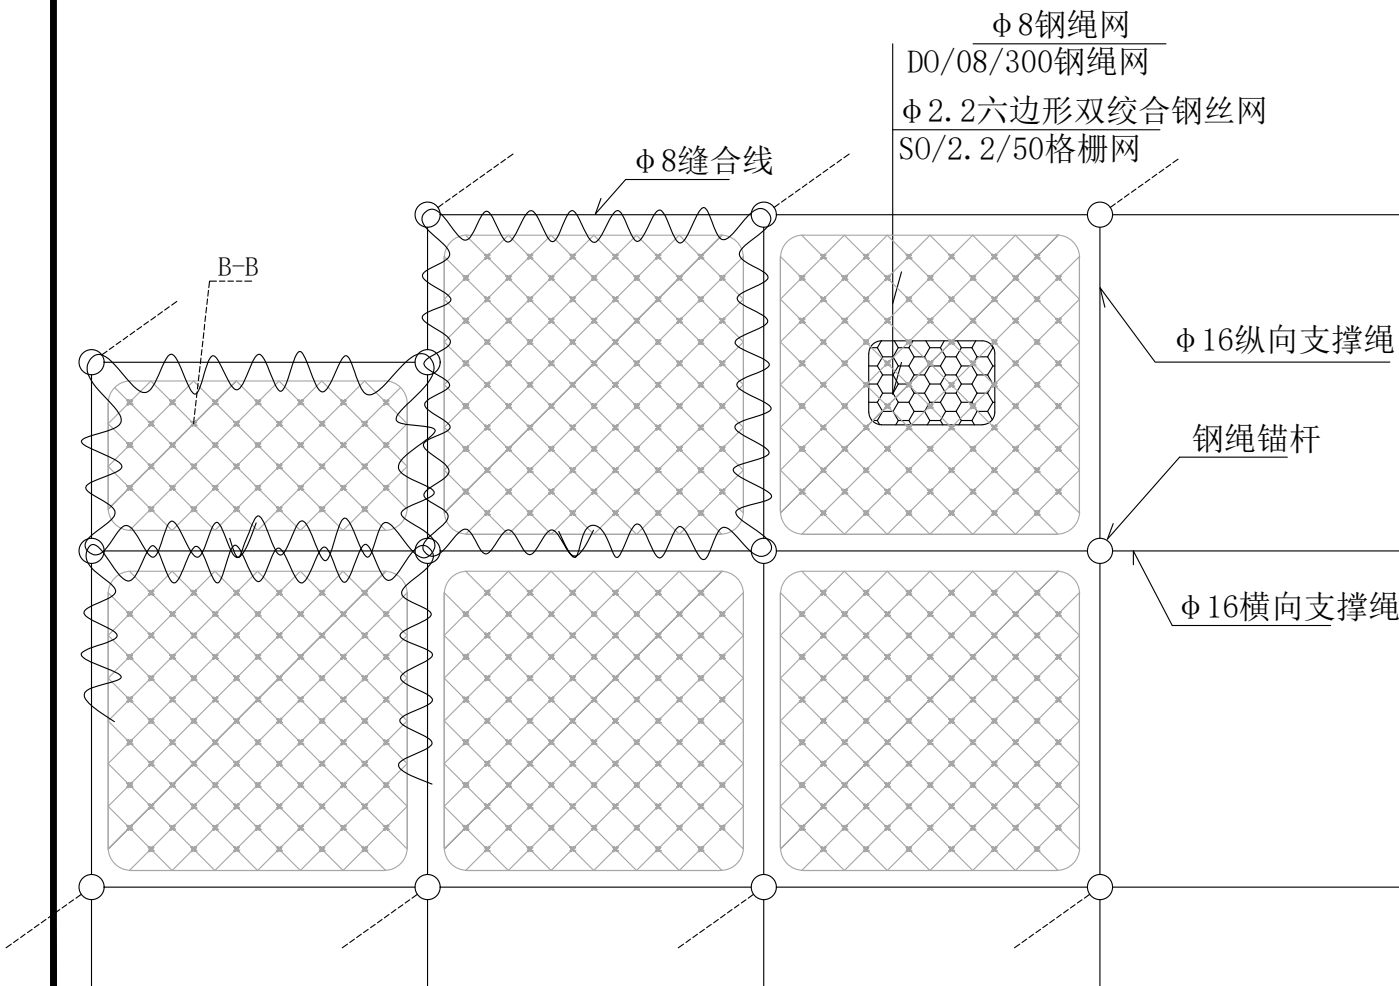 φ8钢绳网
DO/08/300钢绳网
φ2.2六边形双绞合钢丝网
SO/2.2/50格栅网
φ8缝合线
B-B
φ16纵向支撑绳
钢绳锚杆
φ16横向支撑绳